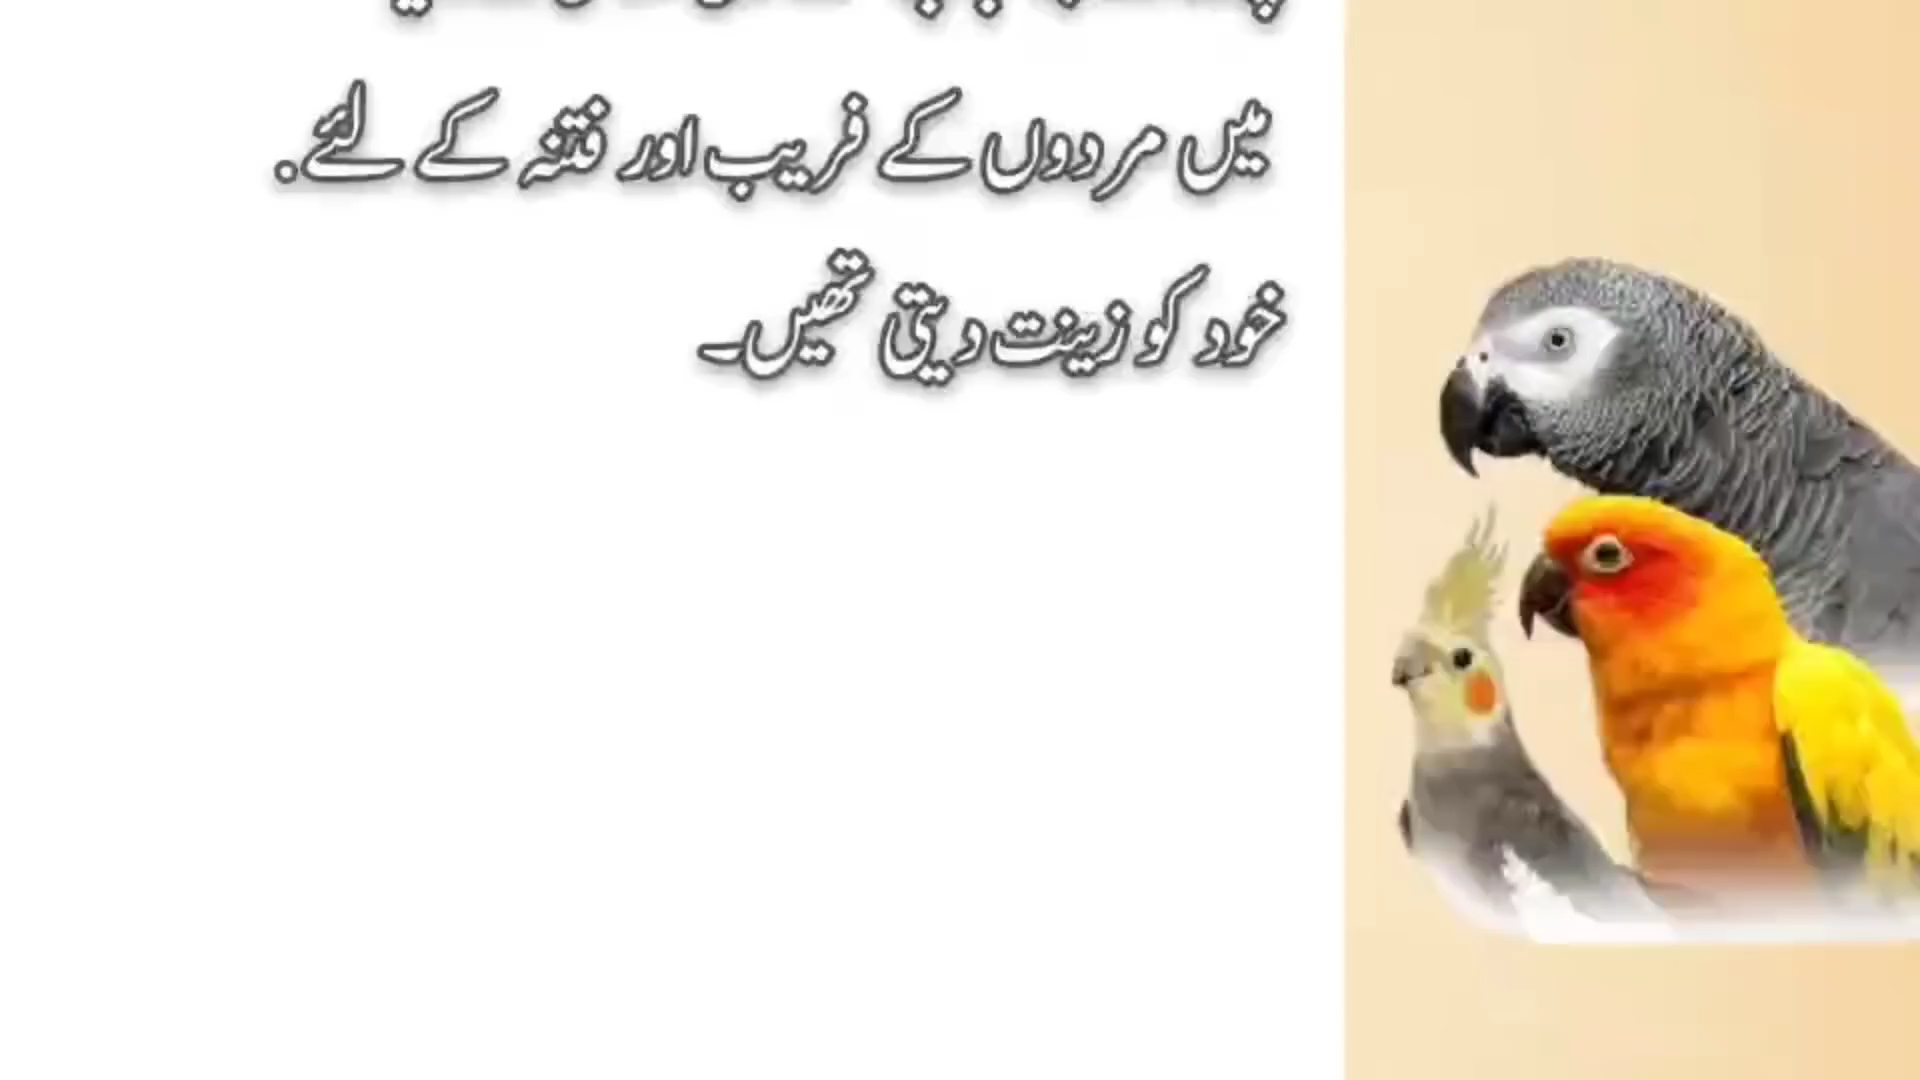 میں مردوں کے فریب اور فتنہ کے لئے.
خود کو زینت دیتی تھیں۔